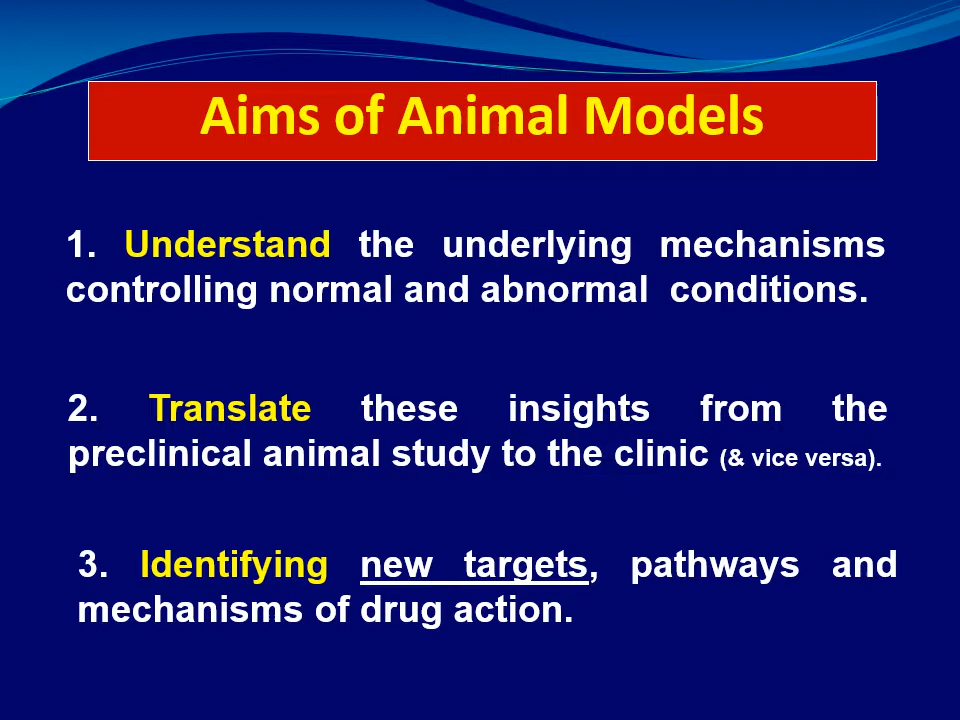 Aims of Animal Models
1. Understand the underlying mechanisms
controlling normal and abnormal conditions.
2. Translate these insights from the
preclinical animal study to the clinic (& vice versa).
3. Identifying new targets, pathways and
mechanisms of drug action.